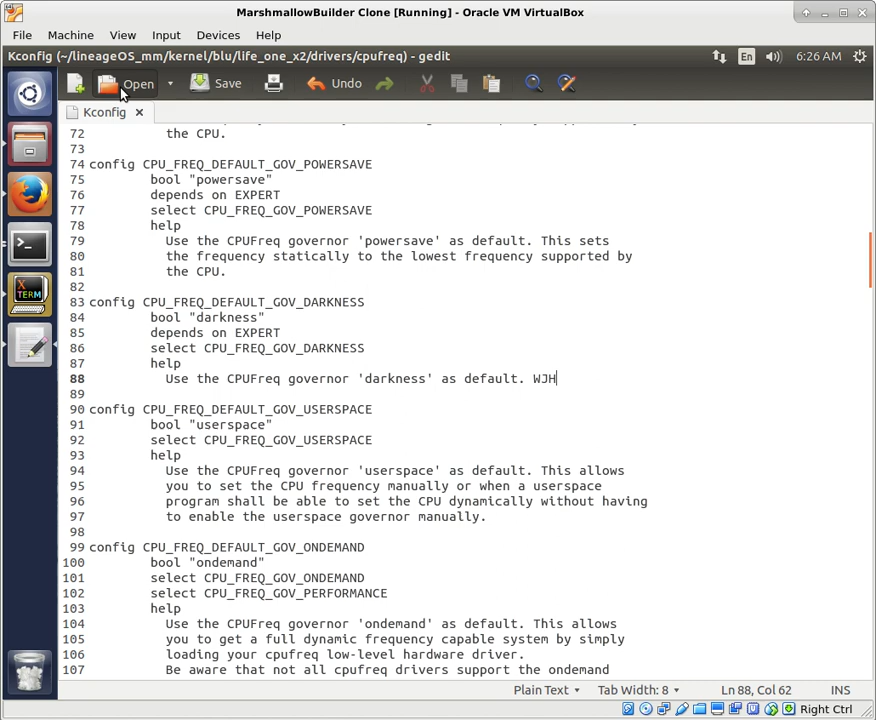 MarshmallowBuilder Clone [Running] - Oracle VM VirtualBox
File Machine View Input Devices Help
Kconfig (~/lineageOS_mm/kernel/blu/life_one_x2/drivers/cpufreq) - gedit
En 6:26 AM
Open Save Undo
Kconfig
72 the CPU.
73
74 config CPU_FREQ_DEFAULT_GOV_POWERSAVE
75 bool "powersave"
76 depends on EXPERT
77 select CPU_FREQ_GOV_POWERSAVE
78 help
79 Use the CPUFreq governor 'powersave' as default. This sets
80 the frequency statically to the lowest frequency supported by
81 the CPU.
82
83 config CPU_FREQ_DEFAULT_GOV_DARKNESS
84 bool "darkness"
85 depends on EXPERT
86 select CPU_FREQ_GOV_DARKNESS
87 help
88 Use the CPUFreq governor 'darkness' as default. WJH
89
90 config CPU_FREQ_DEFAULT_GOV_USERSPACE
91 bool "userspace"
92 select CPU_FREQ_GOV_USERSPACE
93 help
94 Use the CPUFreq governor 'userspace' as default. This allows
95 you to set the CPU frequency manually or when a userspace
96 program shall be able to set the CPU dynamically without having
97 to enable the userspace governor manually.
98
99 config CPU_FREQ_DEFAULT_GOV_ONDEMAND
100 bool "ondemand"
101 select CPU_FREQ_GOV_ONDEMAND
102 select CPU_FREQ_GOV_PERFORMANCE
103 help
104 Use the CPUFreq governor 'ondemand' as default. This allows
105 you to get a full dynamic frequency capable system by simply
106 loading your cpufreq low-level hardware driver.
107 Be aware that not all cpufreq drivers support the ondemand
X TERM
Plain Text Tab Width: 8 Ln 88, Col 62 INS
Right Ctrl